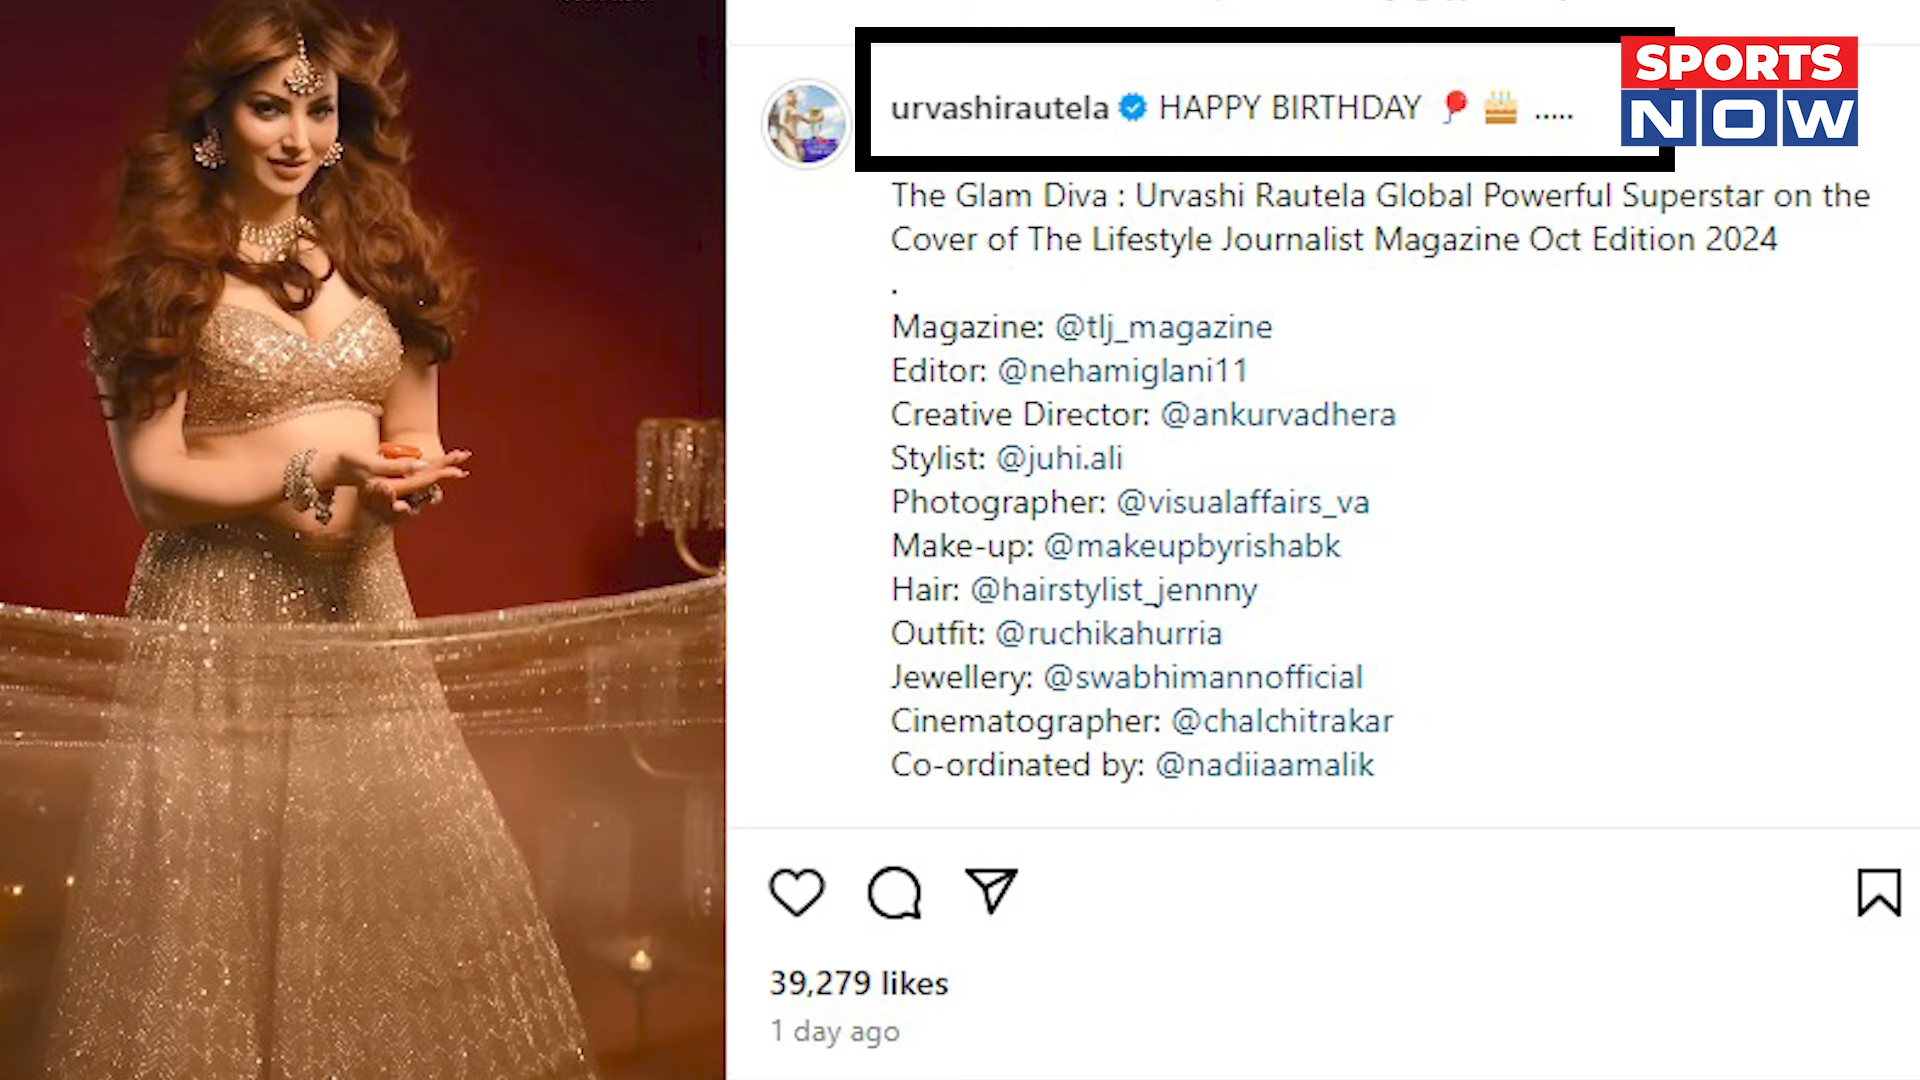 SPORTS
NOW
urvashirautela HAPPY BIRTHDAY 🎈 🎂 .....
The Glam Diva : Urvashi Rautela Global Powerful Superstar on the
Cover of The Lifestyle Journalist Magazine Oct Edition 2024
.
Magazine: @tlj_magazine
Editor: @nehamiglani11
Creative Director: @ankurvadhera
Stylist: @juhi.ali
Photographer: @visualaffairs_va
Make-up: @makeupbyrishabk
Hair: @hairstylist_jennny
Outfit: @ruchikahurria
Jewellery: @swabhimannofficial
Cinematographer: @chalchitrakar
Co-ordinated by: @nadiiaamalik
39,279 likes
1 day ago